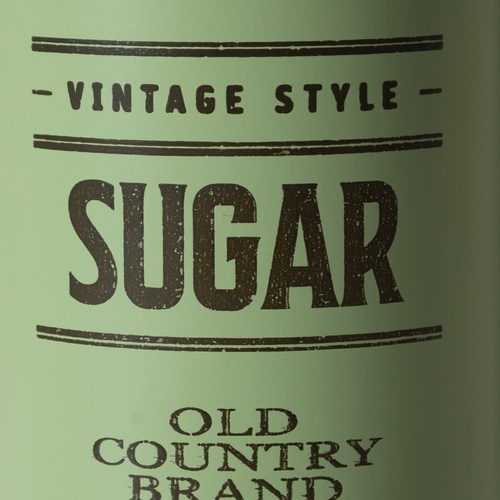 - VINTAGE STYLE -
SUGAR
OLD
COUNTRY
BRAND